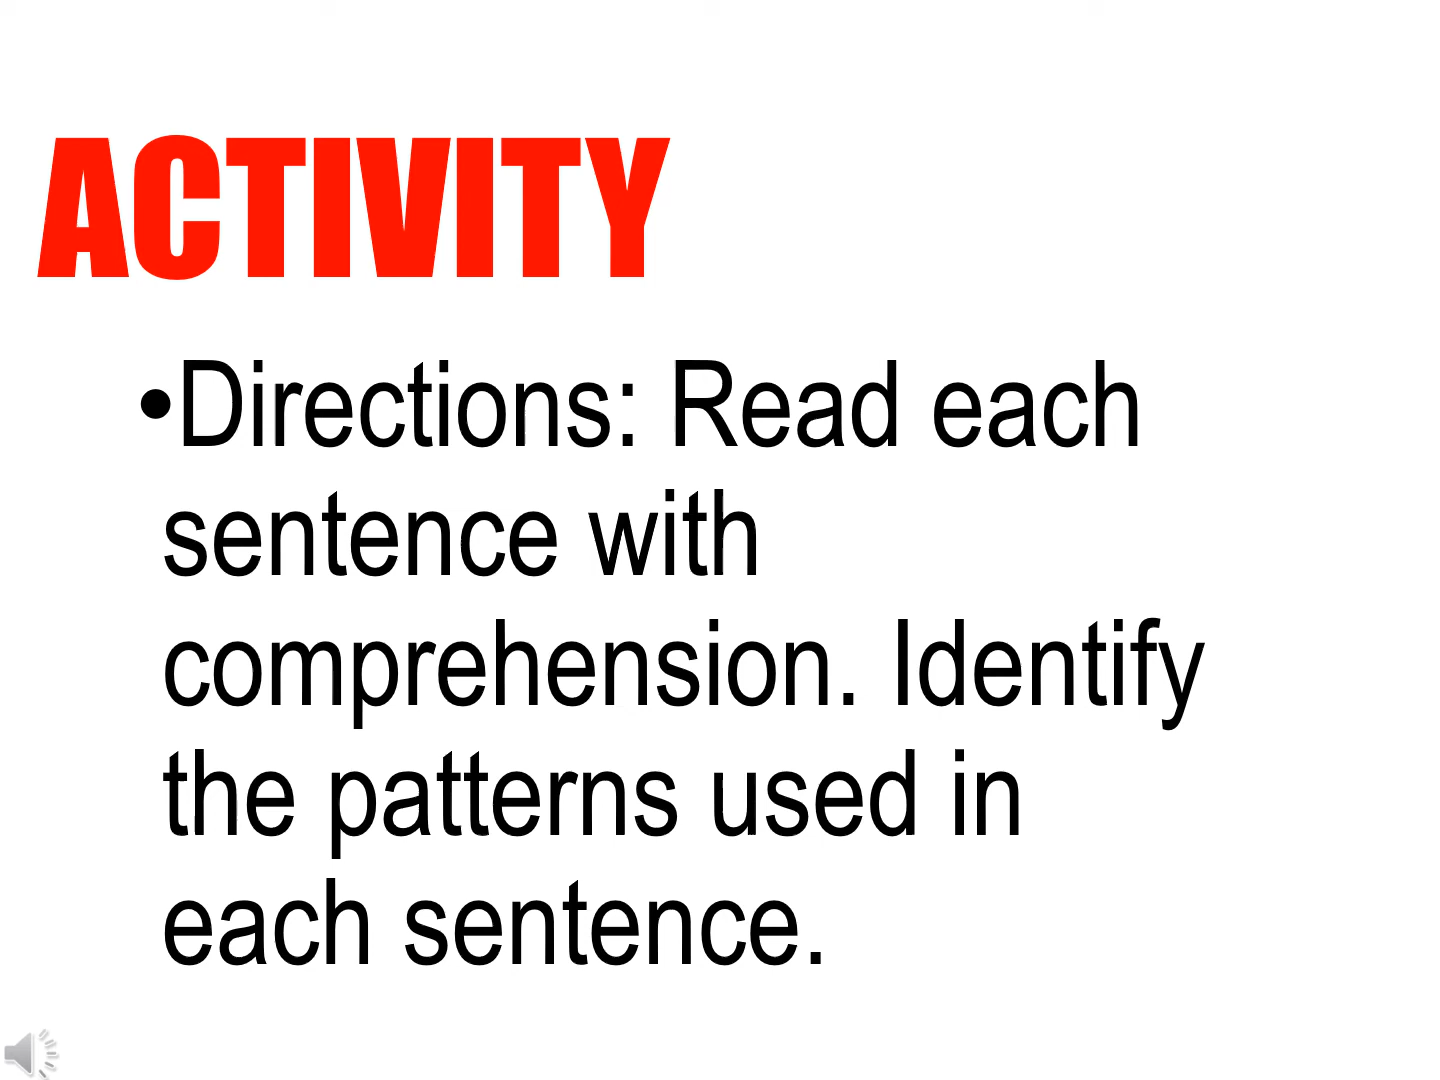 ACTIVITY
•Directions: Read each
sentence with
comprehension. Identify
the patterns used in
each sentence.